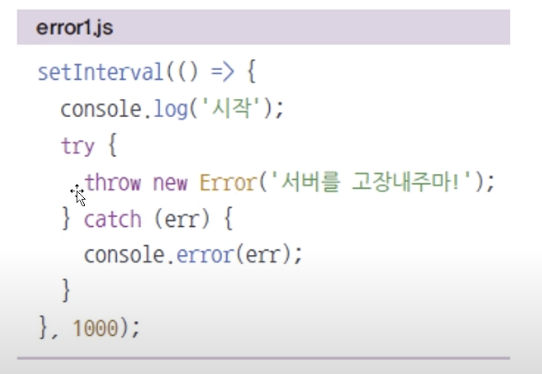 error1.js
setInterval(() => {
console.log('시작');
try {
throw new Error('서버를 고장내주마!');
} catch (err) {
console.error(err);
}
}, 1000);